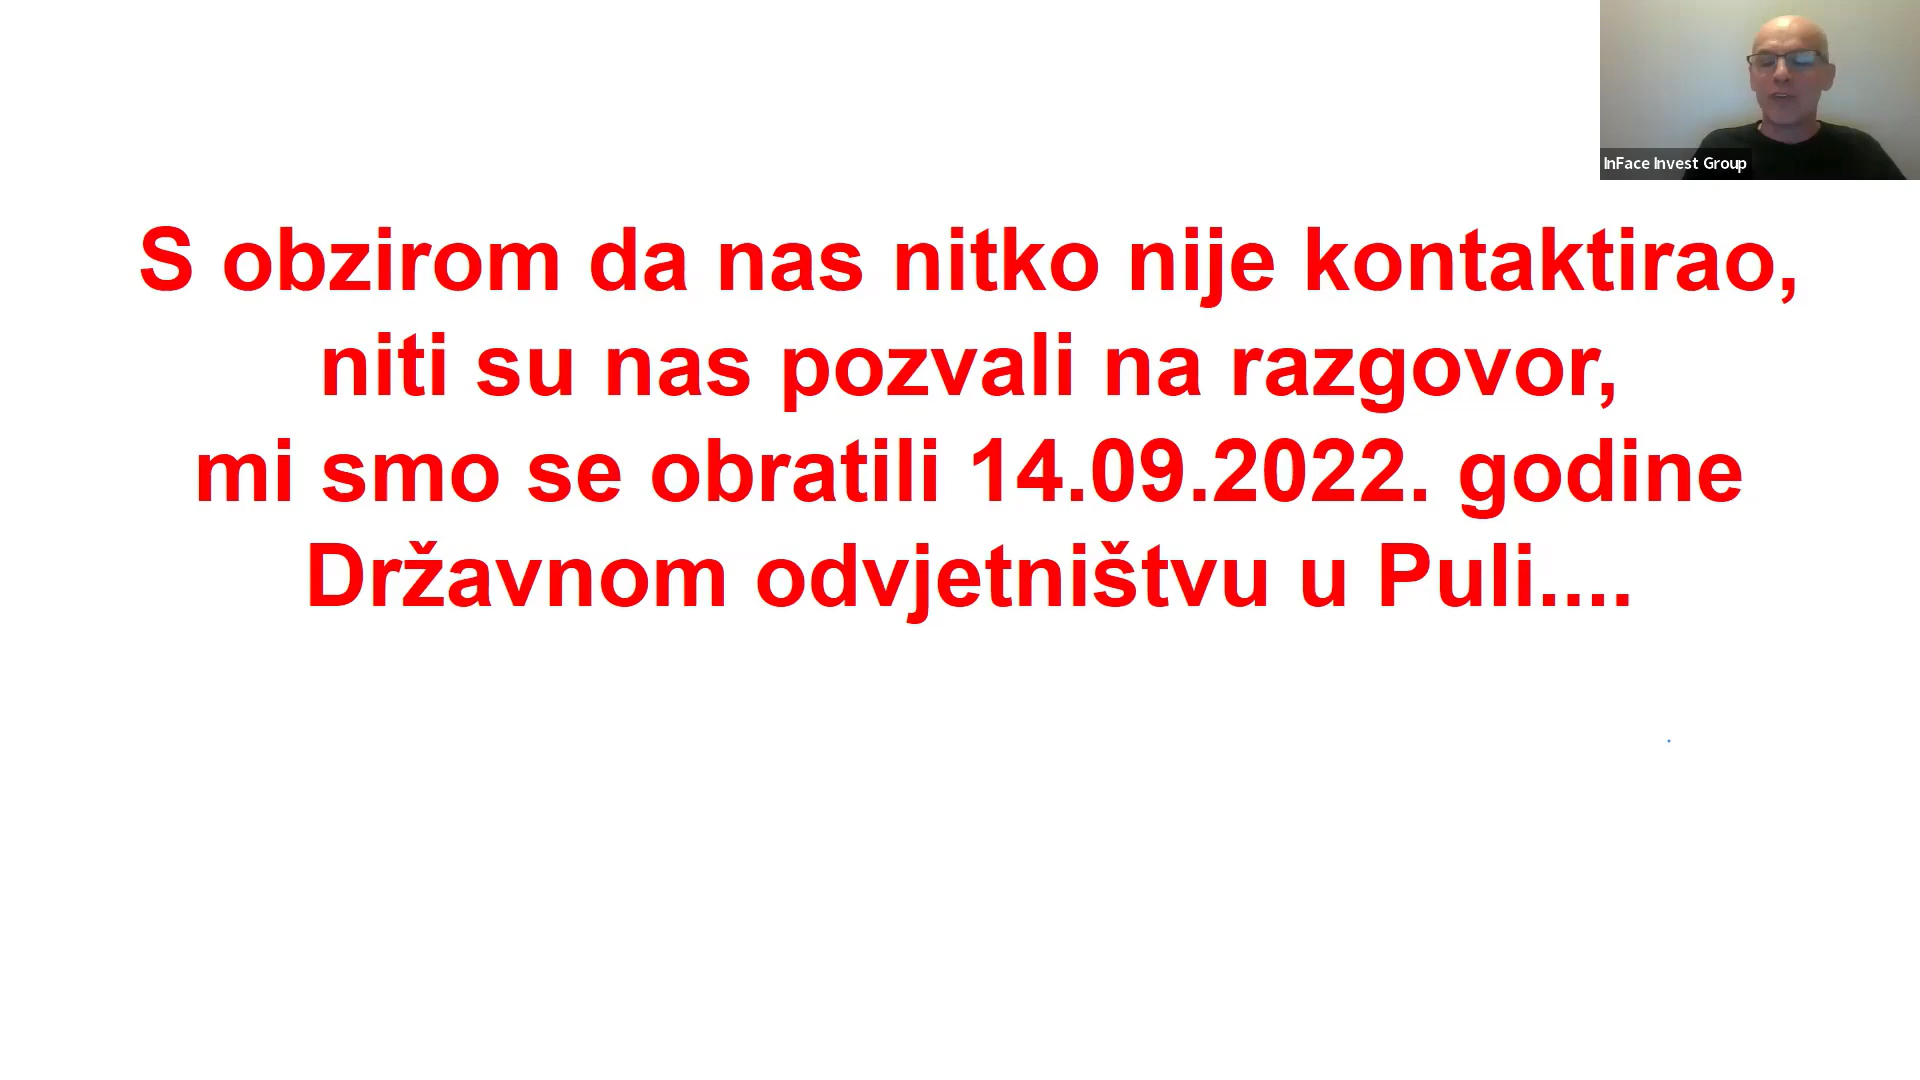 InFace Invest Group
S obzirom da nas nitko nije kontaktirao,
niti su nas pozvali na razgovor,
mi smo se obratili 14.09.2022. godine
Državnom odvjetništvu u Puli....